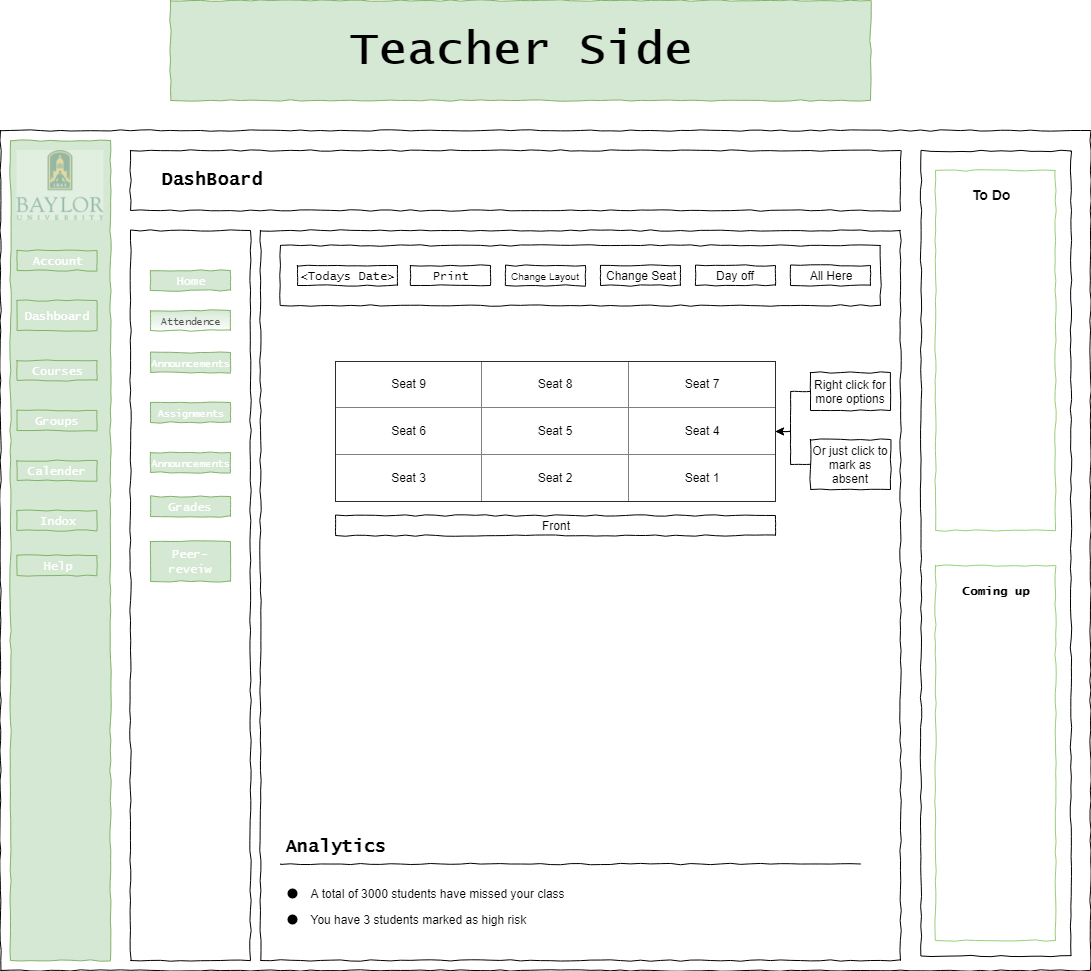 Teacher Side
BAYLOR
UNIVERSITY
Account
Dashboard
Courses
Groups
Calender
Indox
Help
DashBoard
Home
Attendence
Announcements
Assignments
Announcements
Grades
Peer-
reveiw
<Todays Date>
Print
Change Layout
Change Seat
Day off
All Here
Seat 9
Seat 8
Seat 7
Seat 6
Seat 5
Seat 4
Seat 3
Seat 2
Seat 1
Front
Right click for
more options
Or just click to
mark as
absent
Analytics
A total of 3000 students have missed your class
You have 3 students marked as high risk
To Do
Coming up